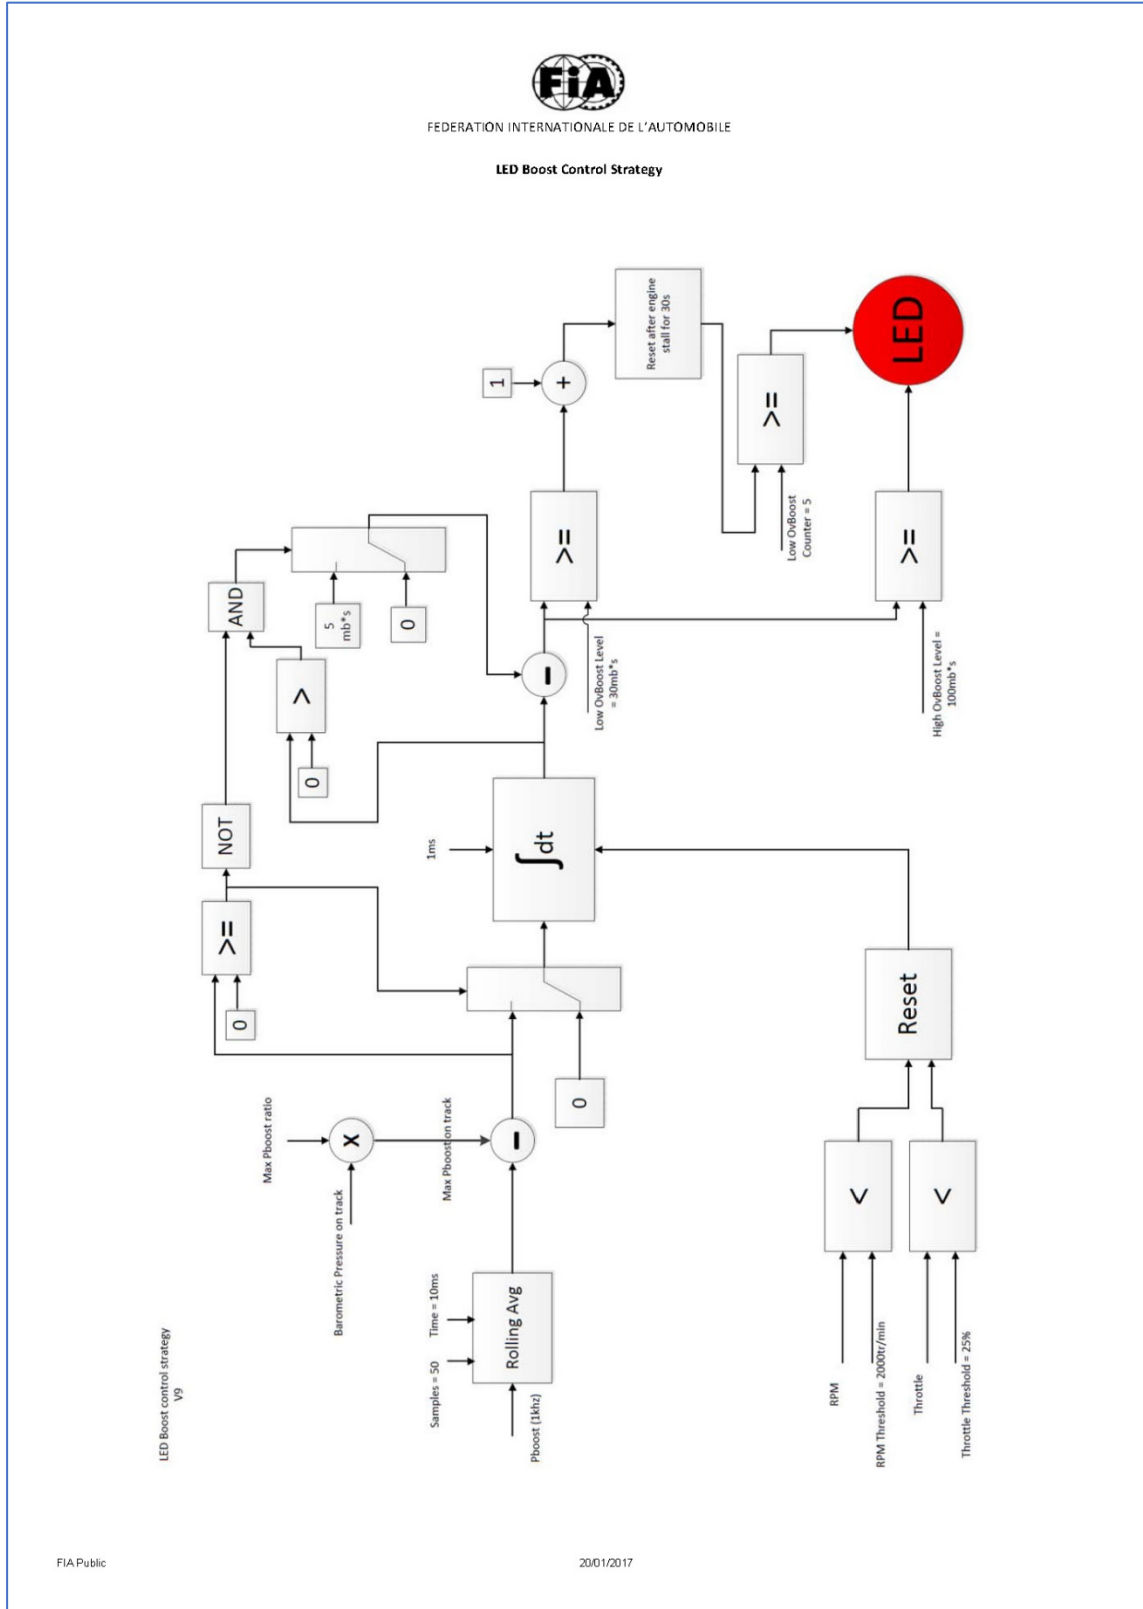 FiA
FEDERATION INTERNATIONALE DE L'AUTOMOBILE
LED Boost Control Strategy
LED Boost control strategy
V9
Pboost (1khz)
Samples = 50
Time = 10ms
Rolling Avg
Barometric Pressure on track
Max Pboost ratio
X
Max Pboost on track
-
0
>=
NOT
0
>
AND
5
mb*s
0
0
1ms
∫dt
-
Low OvBoost Level
= 30mb*s
>=
1
+
Reset after engine
stall for 30s
Low OvBoost
Counter = 5
>=
High OvBoost Level =
100mb*s
>=
LED
RPM
RPM Threshold = 2000tr/min
<
Throttle
Throttle Threshold = 25%
<
Reset
FIA Public
20/01/2017